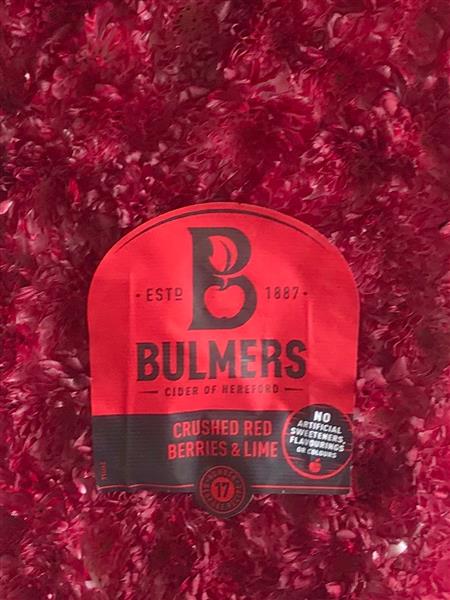 B
ESTD 1887
BULMERS
CIDER OF HEREFORD
CRUSHED RED
BERRIES & LIME
NO
ARTIFICIAL
SWEETENERS,
FLAVOURINGS
OR COLOURS
17